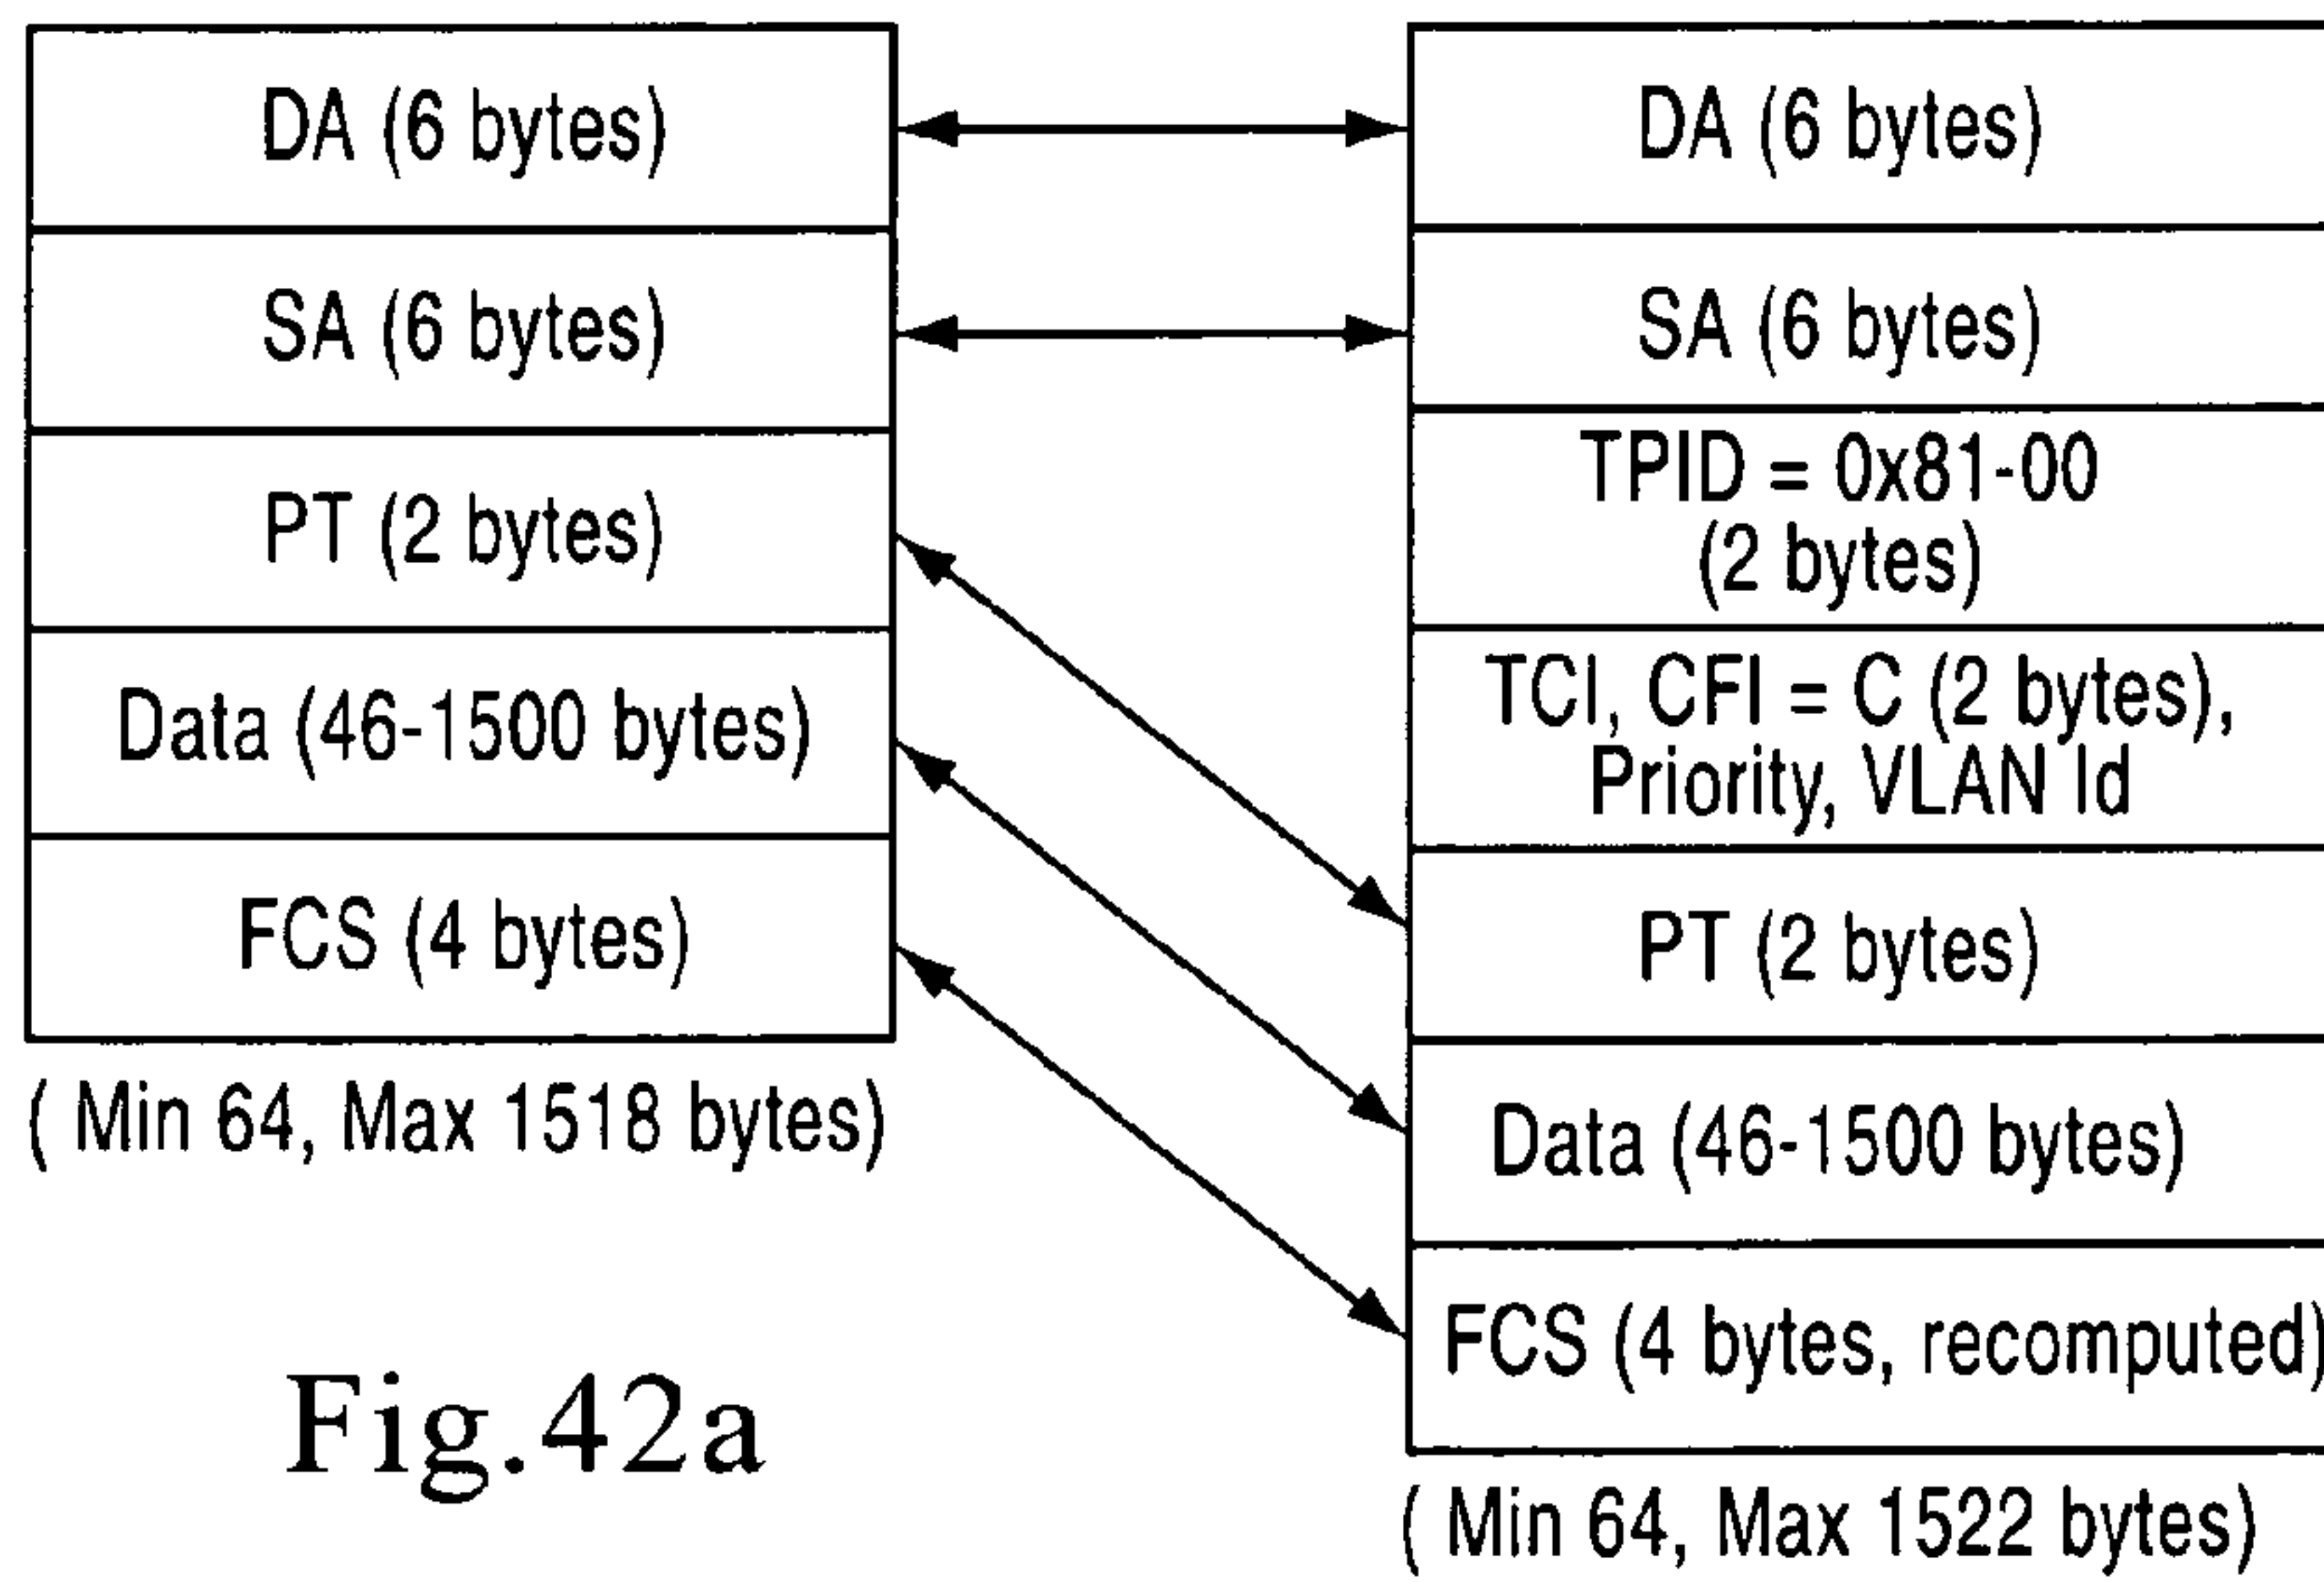 DA (6 bytes)
SA (6 bytes)
PT (2 bytes)
Data (46-1500 bytes)
FCS (4 bytes)
( Min 64, Max 1518 bytes)
DA (6 bytes)
SA (6 bytes)
TPID = 0x81-00
(2 bytes)
TCI, CFI = C (2 bytes),
Priority, VLAN Id
PT (2 bytes)
Data (46-1500 bytes)
FCS (4 bytes, recomputed)
( Min 64, Max 1522 bytes)
Fig.42a